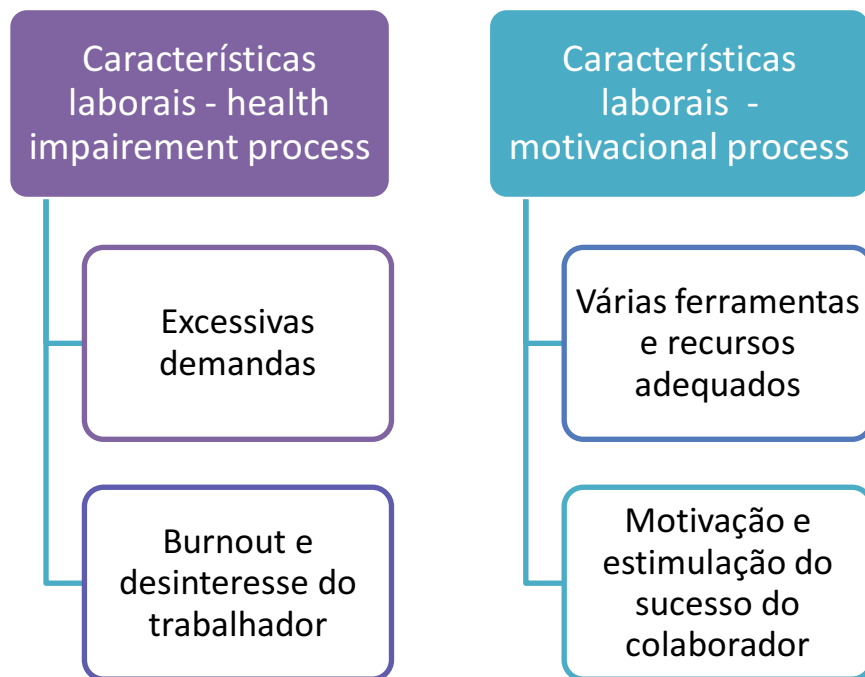 Características
laborais - health
impairement process
Excessivas
demandas
Burnout e
desinteresse do
trabalhador
Características
laborais -
motivacional process
Várias ferramentas
e recursos
adequados
Motivação e
estimulação do
sucesso do
colaborador